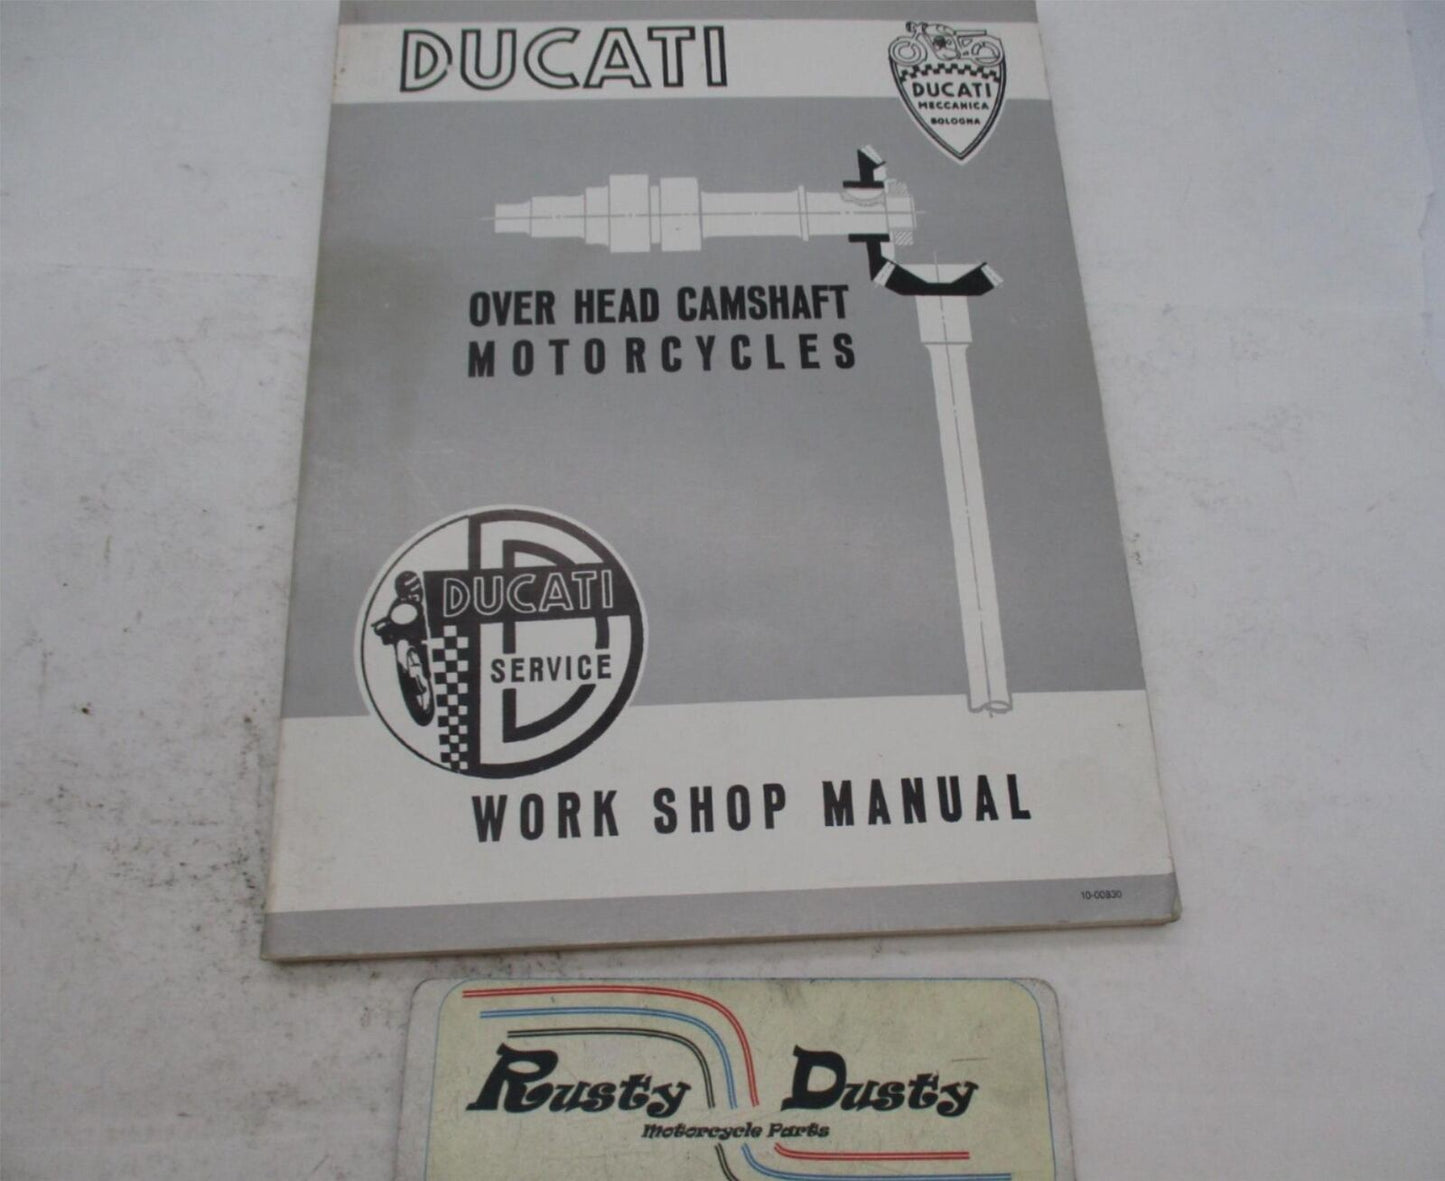 DUCATI
DUCATI
MECCANICA
BOLOGNA
OVER HEAD CAMSHAFT
MOTORCYCLES
DUCATI
SERVICE
WORK SHOP MANUAL
10-00830
Rusty Dusty
Motorcycle Parts